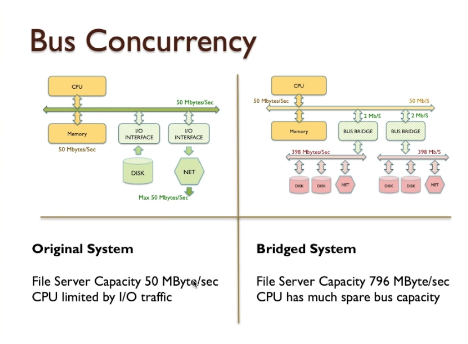 Bus Concurrency
CPU
50 Mbytes/Sec
Memory
50 Mbytes/Sec
I/O
INTERFACE
I/O
INTERFACE
DISK
NET
Max 50 Mbytes/Sec
CPU
50 Mbytes/Sec
50 Mb/S
2 Mb/S
2 Mb/S
Memory
BUS BRIDGE
BUS BRIDGE
398 Mbytes/Sec
398 Mb/S
DISK
DISK
NET
DISK
DISK
NET
Original System
File Server Capacity 50 MByte/sec
CPU limited by I/O traffic
Bridged System
File Server Capacity 796 MByte/sec
CPU has much spare bus capacity